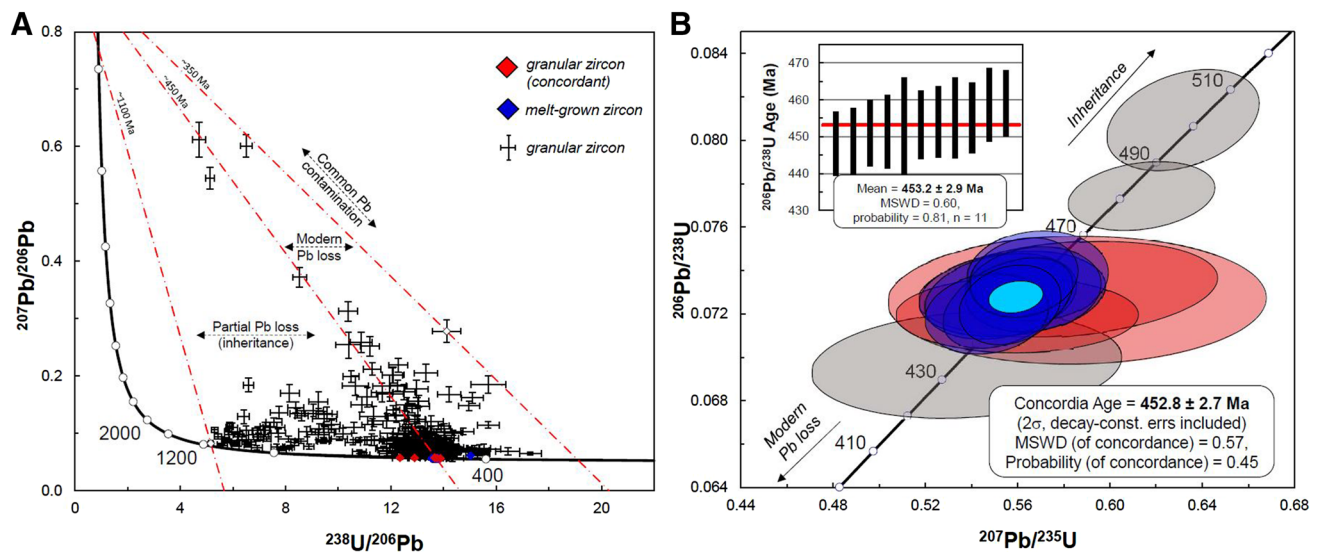 A
0.8
0.6
0.4
0.2
0.0
207Pb/206Pb
0
4
8
12
16
20
238U/206Pb
~1100 Ma
~450 Ma
~350 Ma
Common Pb
contamination
Modern
Pb loss
Partial Pb loss
(inheritance)
2000
1200
400
granular zircon
(concordant)
melt-grown zircon
granular zircon
B
0.084
0.080
0.076
0.072
0.068
0.064
206Pb/238U
0.44
0.48
0.52
0.56
0.60
0.64
0.68
207Pb/235U
206Pb/238U Age (Ma)
470
460
450
440
430
Mean = 453.2 ± 2.9 Ma
MSWD = 0.60,
probability = 0.81, n = 11
Inheritance
510
490
470
430
410
Modern
Pb loss
Concordia Age = 452.8 ± 2.7 Ma
(2σ, decay-const. errs included)
MSWD (of concordance) = 0.57,
Probability (of concordance) = 0.45